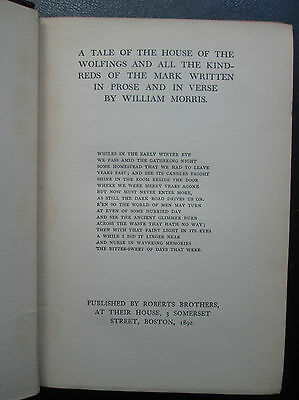 A TALE OF THE HOUSE OF THE
WOLFINGS AND ALL THE KIND-
REDS OF THE MARK WRITTEN
IN PROSE AND IN VERSE
BY WILLIAM MORRIS.
WHILES IN THE EARLY WINTER EVE
WE PASS AMID THE GATHERING NIGHT
SOME HOMESTEAD THAT WE HAD TO LEAVE
YEARS PAST; AND SEE ITS CANDLES BRIGHT
SHINE IN THE ROOM BESIDE THE DOOR
WHERE WE WERE MERRY YEARS AGONE
BUT NOW MUST NEVER ENTER MORE,
AS STILL THE DARK ROAD DRIVES US ON.
E'EN SO THE WORLD OF MEN MAY TURN
AT EVEN OF SOME HURRIED DAY
AND SEE THE ANCIENT GLIMMER BURN
ACROSS THE WASTE THAT HATH NO WAY;
THEN WITH THAT FAINT LIGHT IN ITS EYES
A WHILE I BID IT LINGER NEAR
AND NURSE IN WAVERING MEMORIES
THE BITTER-SWEET OF DAYS THAT WERE.
PUBLISHED BY ROBERTS BROTHERS,
AT THEIR HOUSE, 3 SOMERSET
STREET, BOSTON, 1892